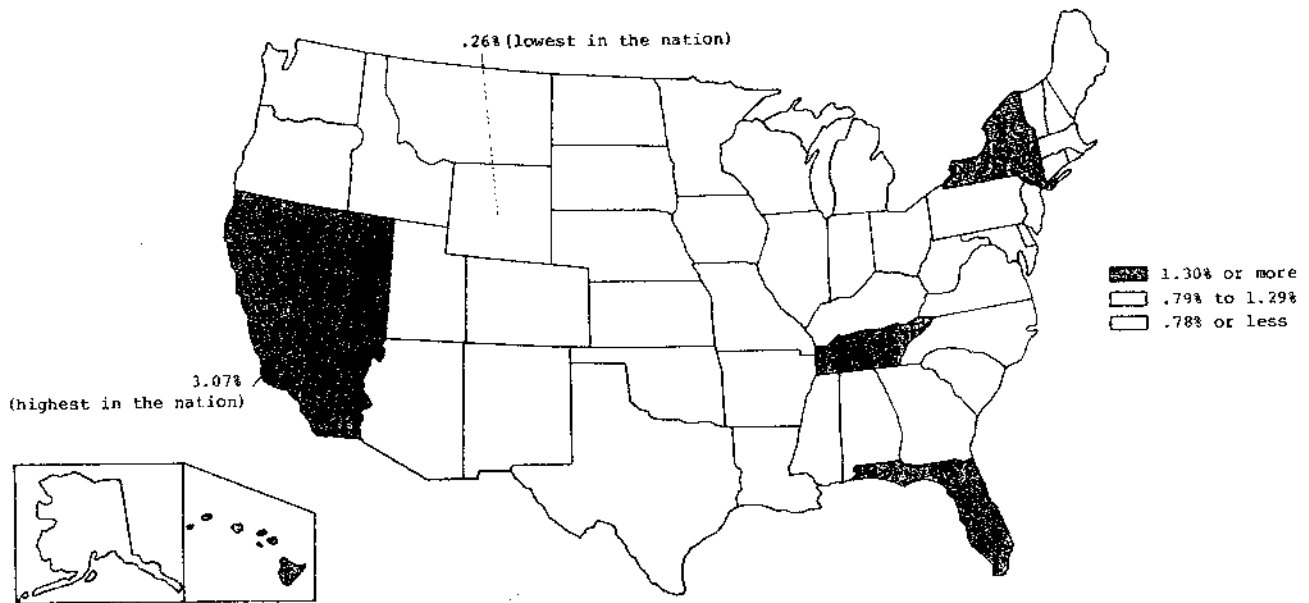 .26% (lowest in the nation)
1.30% or more
.79% to 1.29%
.78% or less
3.07%
(highest in the nation)